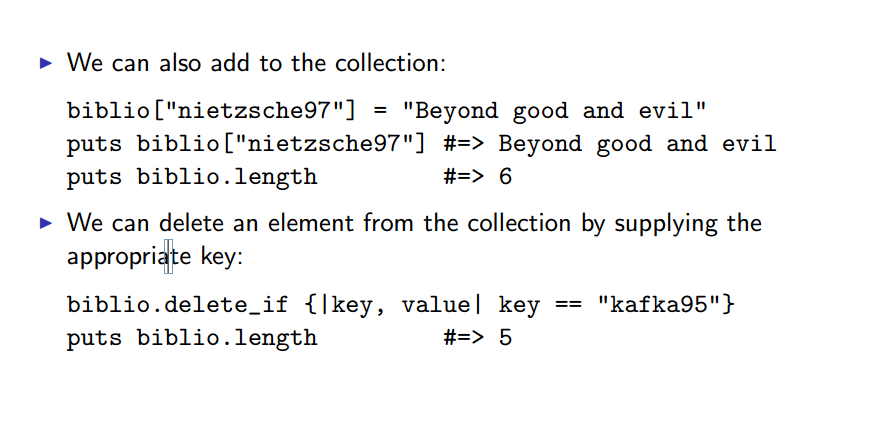 ▶ We can also add to the collection:
biblio["nietzsche97"] = "Beyond good and evil"
puts biblio["nietzsche97"] #=> Beyond good and evil
puts biblio.length #=> 6
▶ We can delete an element from the collection by supplying the
appropriate key:
biblio.delete_if {|key, value| key == "kafka95"}
puts biblio.length #=> 5